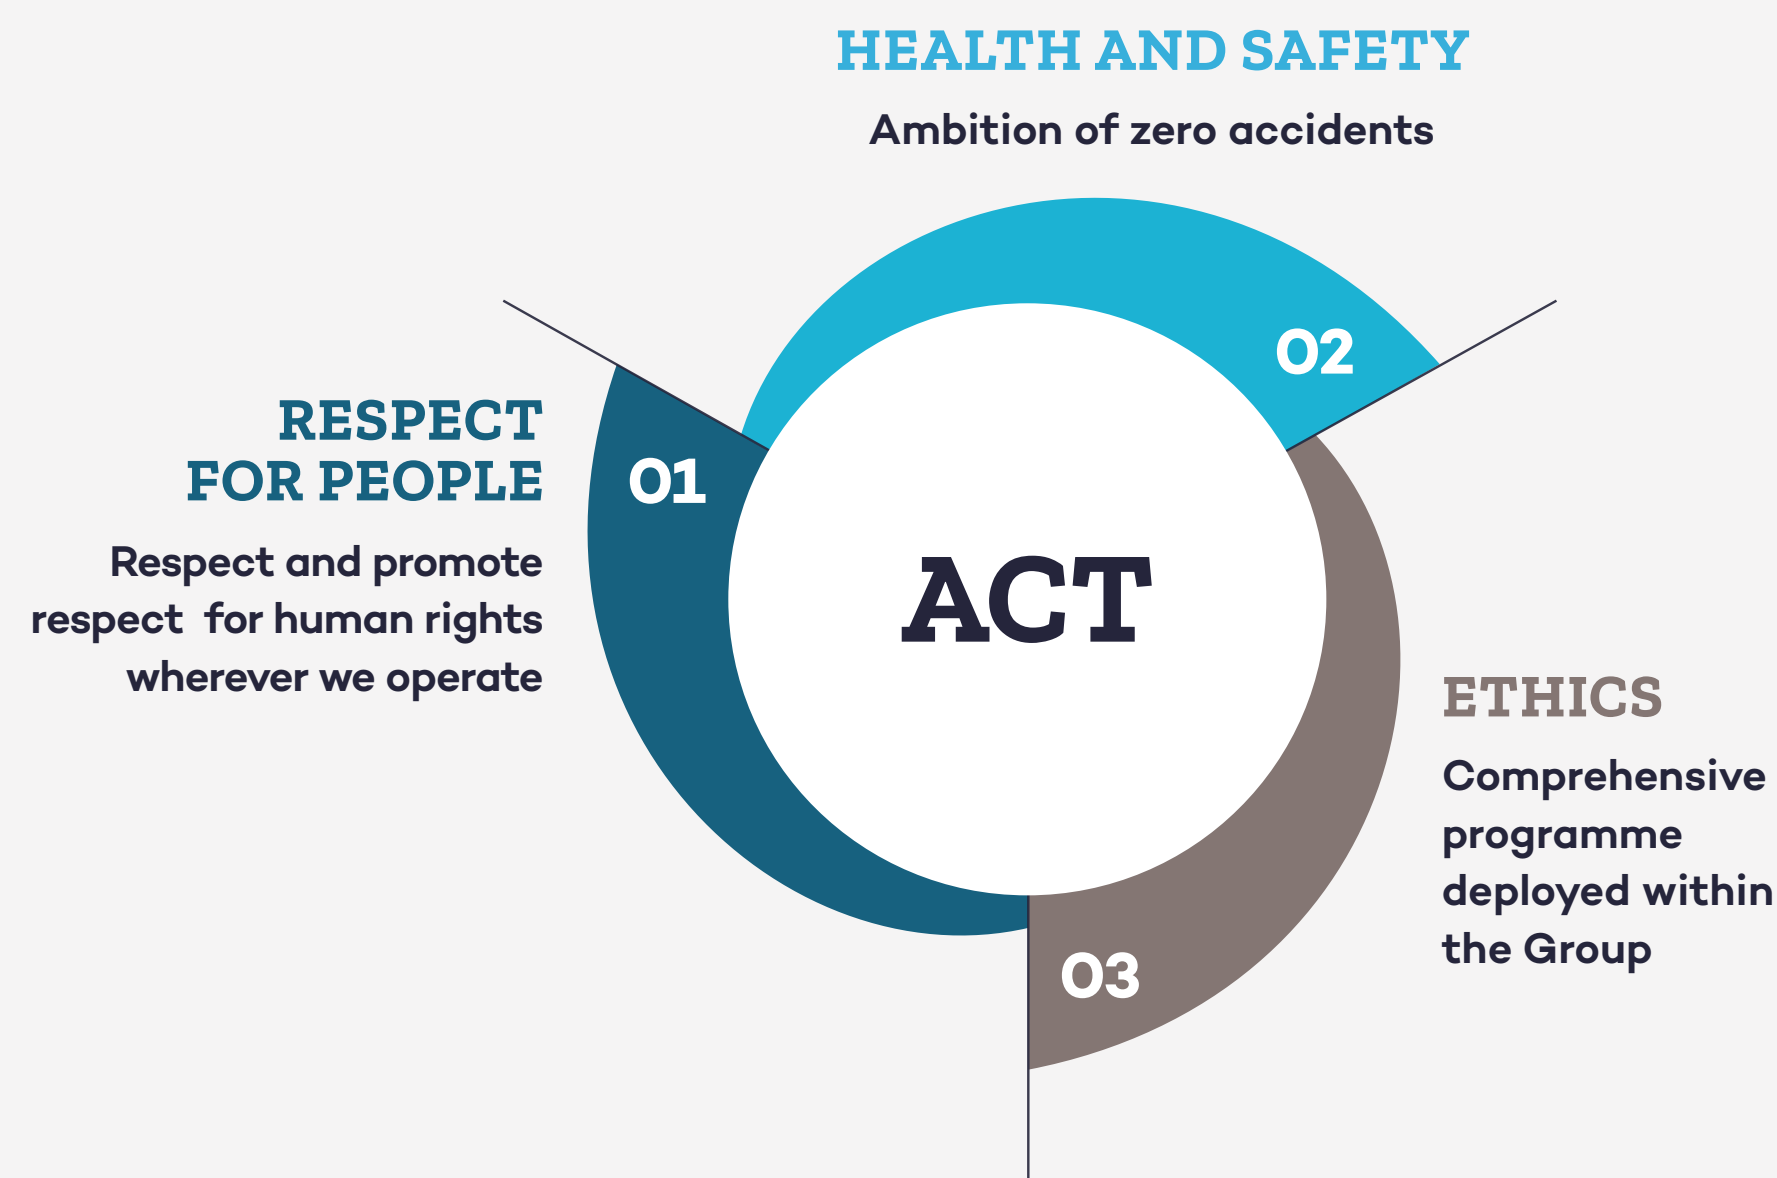 HEALTH AND SAFETY
Ambition of zero accidents
02
RESPECT
FOR PEOPLE
01
Respect and promote
respect  for human rights
wherever we operate
ACT
ETHICS
Comprehensive
programme
deployed within
the Group
03